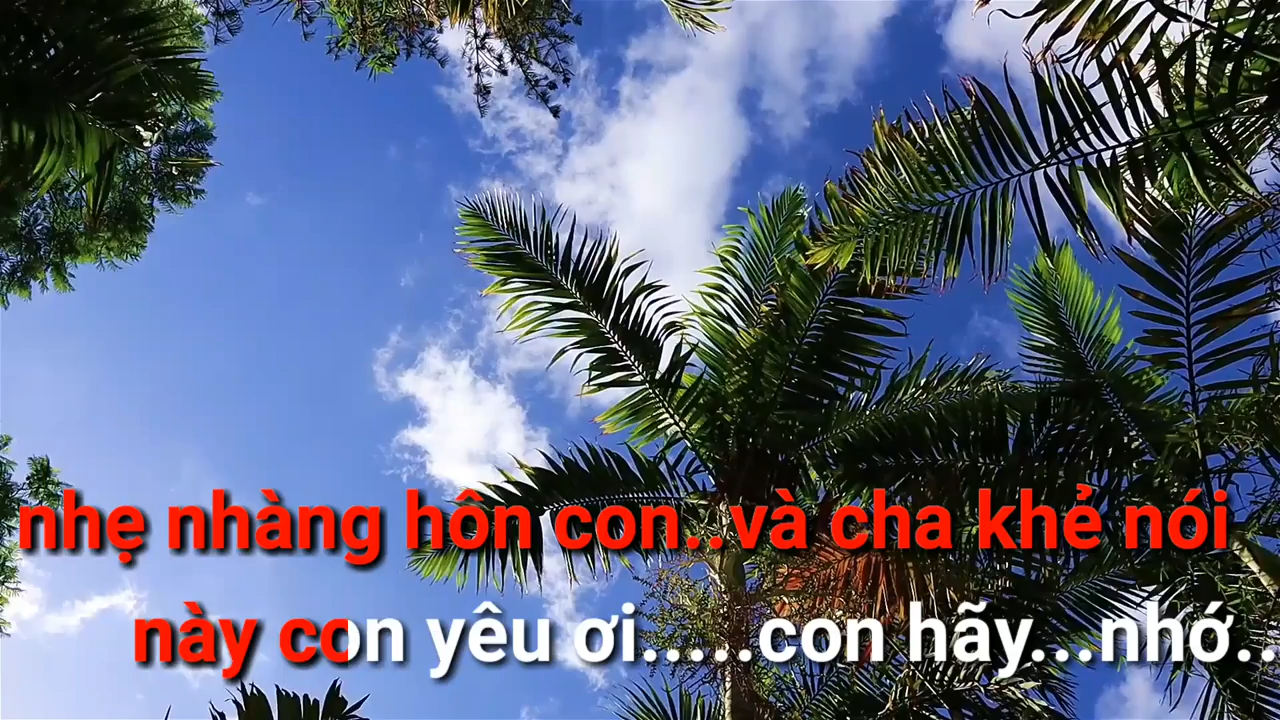 nhẹ nhàng hôn con..và cha khẻ nói
này con yêu ơi.....con hãy...nhớ..